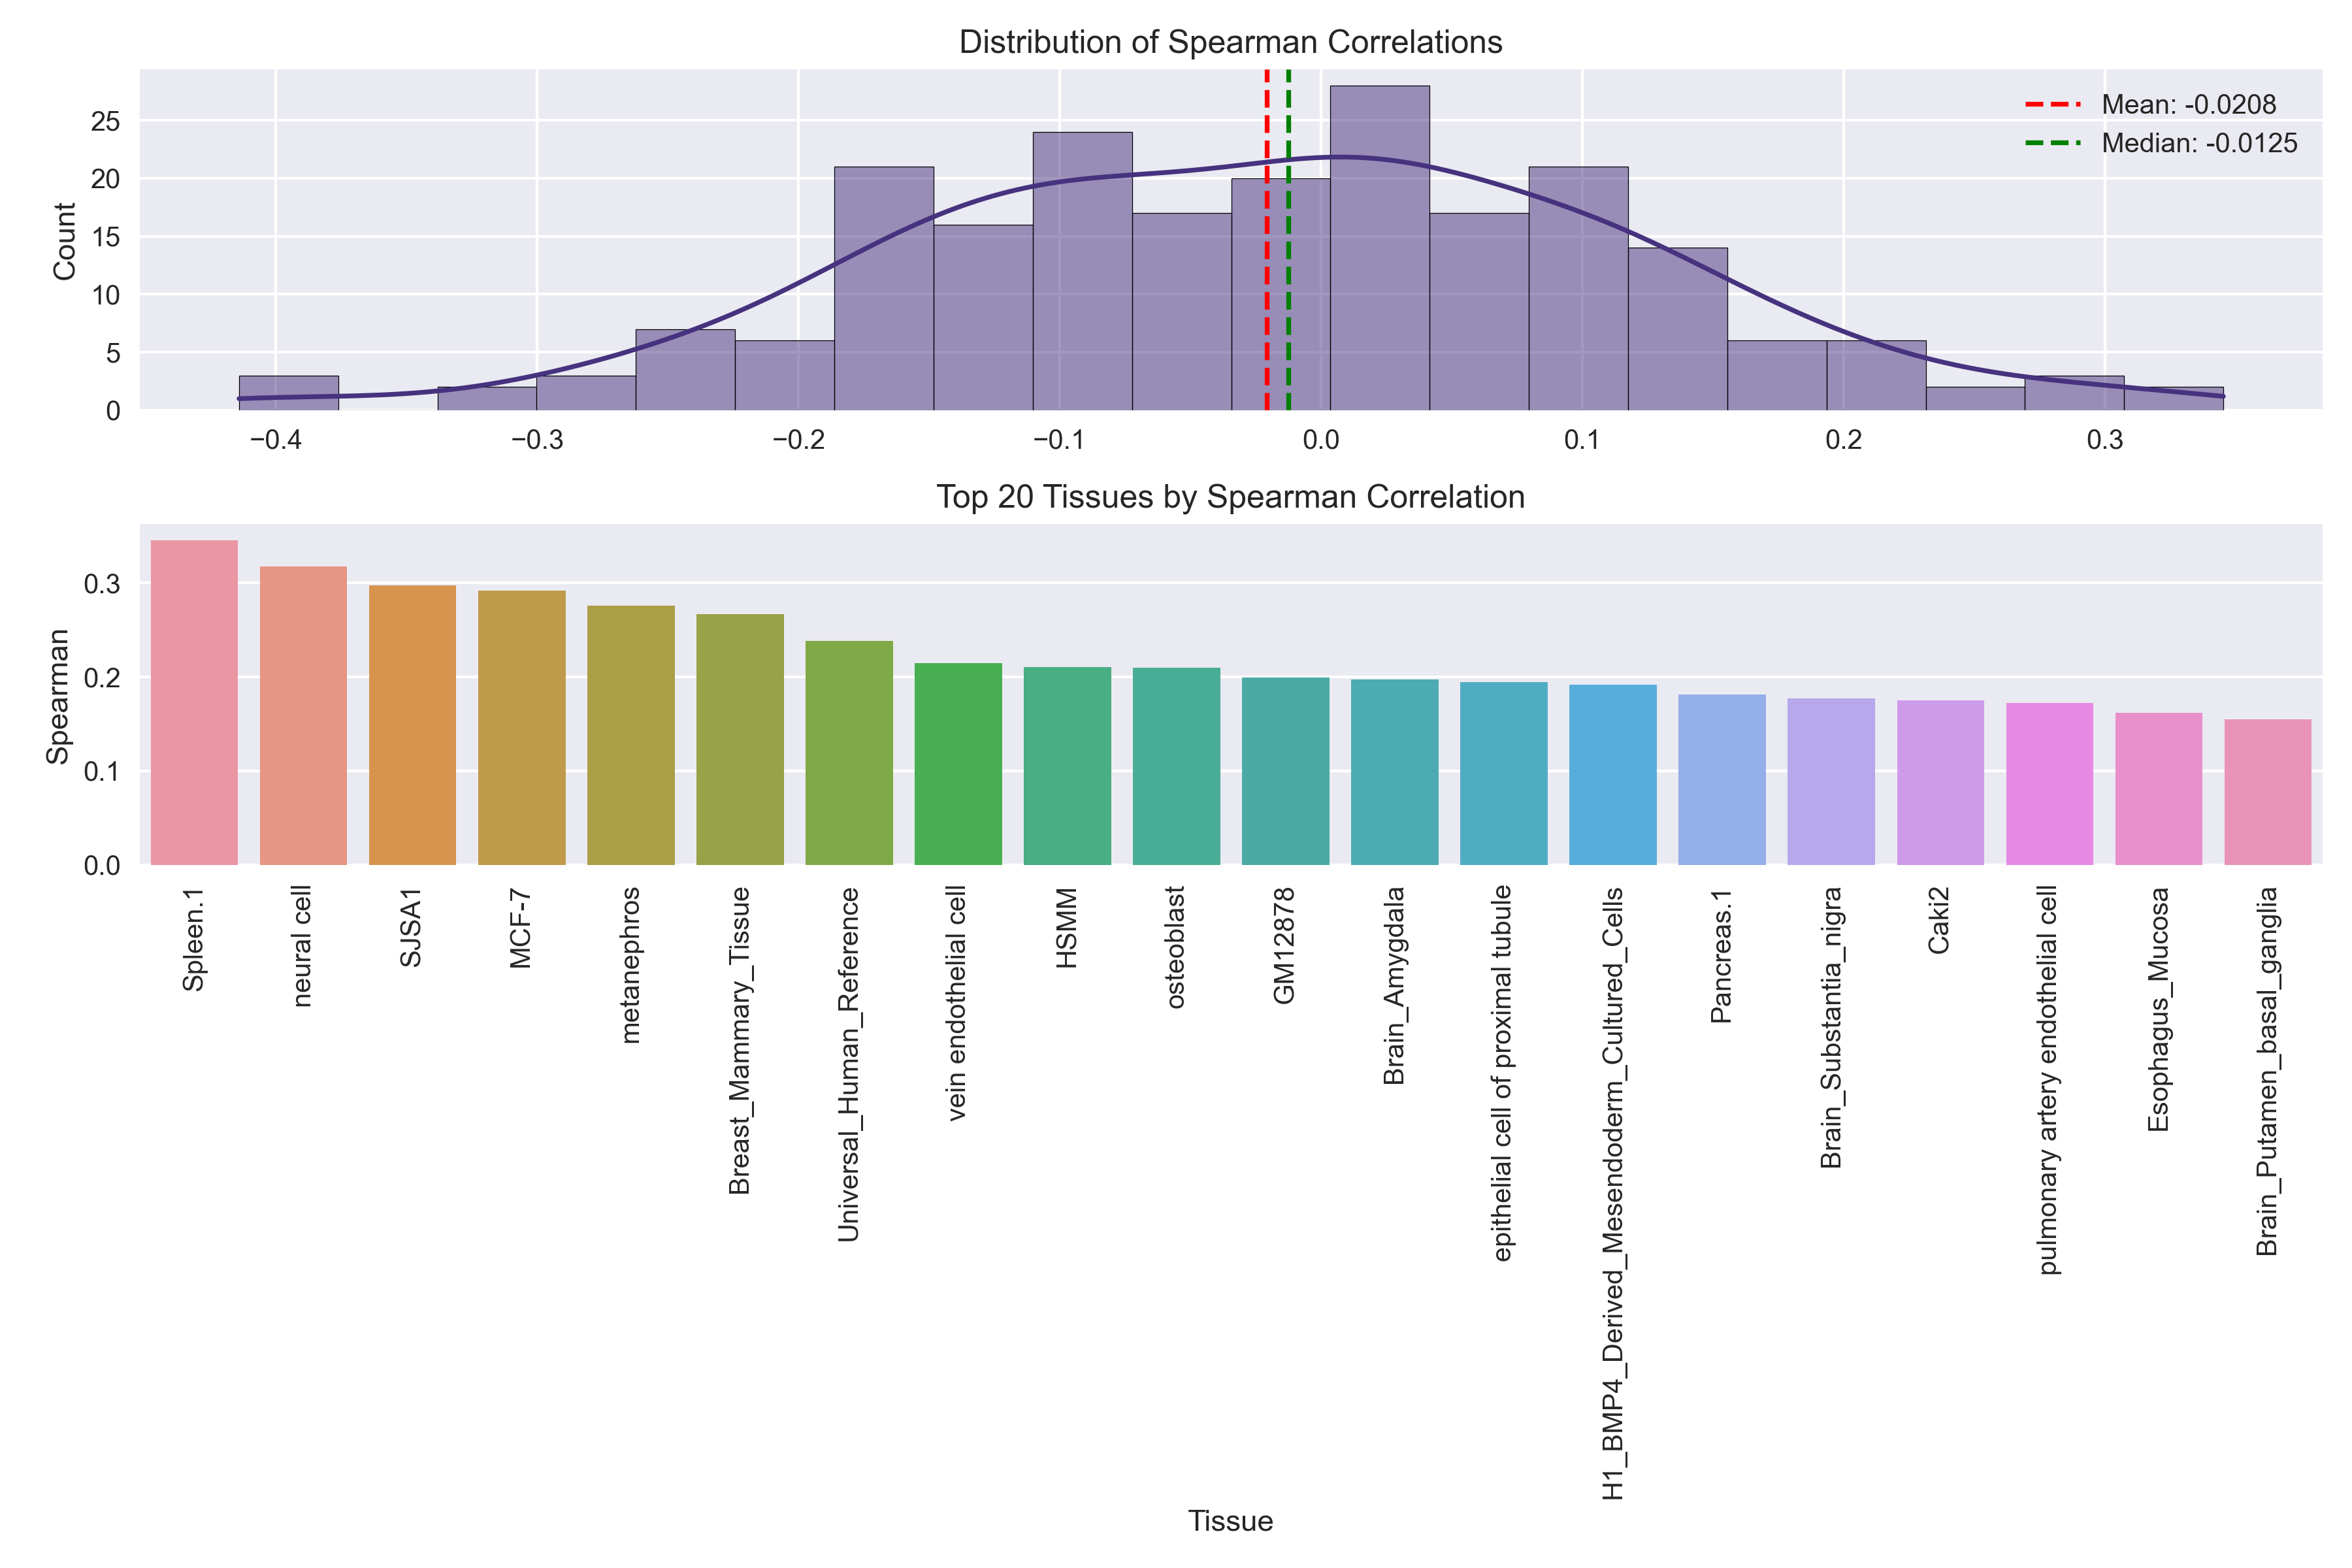 Distribution of Spearman Correlations
Mean: -0.0208
Median: -0.0125
Count
25
20
15
10
5
0
−0.4
−0.3
−0.2
−0.1
0.0
0.1
0.2
0.3
Top 20 Tissues by Spearman Correlation
Spearman
0.3
0.2
0.1
0.0
Spleen.1
neural cell
SJSA1
MCF-7
metanephros
Breast_Mammary_Tissue
Universal_Human_Reference
vein endothelial cell
HSMM
osteoblast
GM12878
Brain_Amygdala
epithelial cell of proximal tubule
H1_BMP4_Derived_Mesendoderm_Cultured_Cells
Pancreas.1
Brain_Substantia_nigra
Caki2
pulmonary artery endothelial cell
Esophagus_Mucosa
Brain_Putamen_basal_ganglia
Tissue